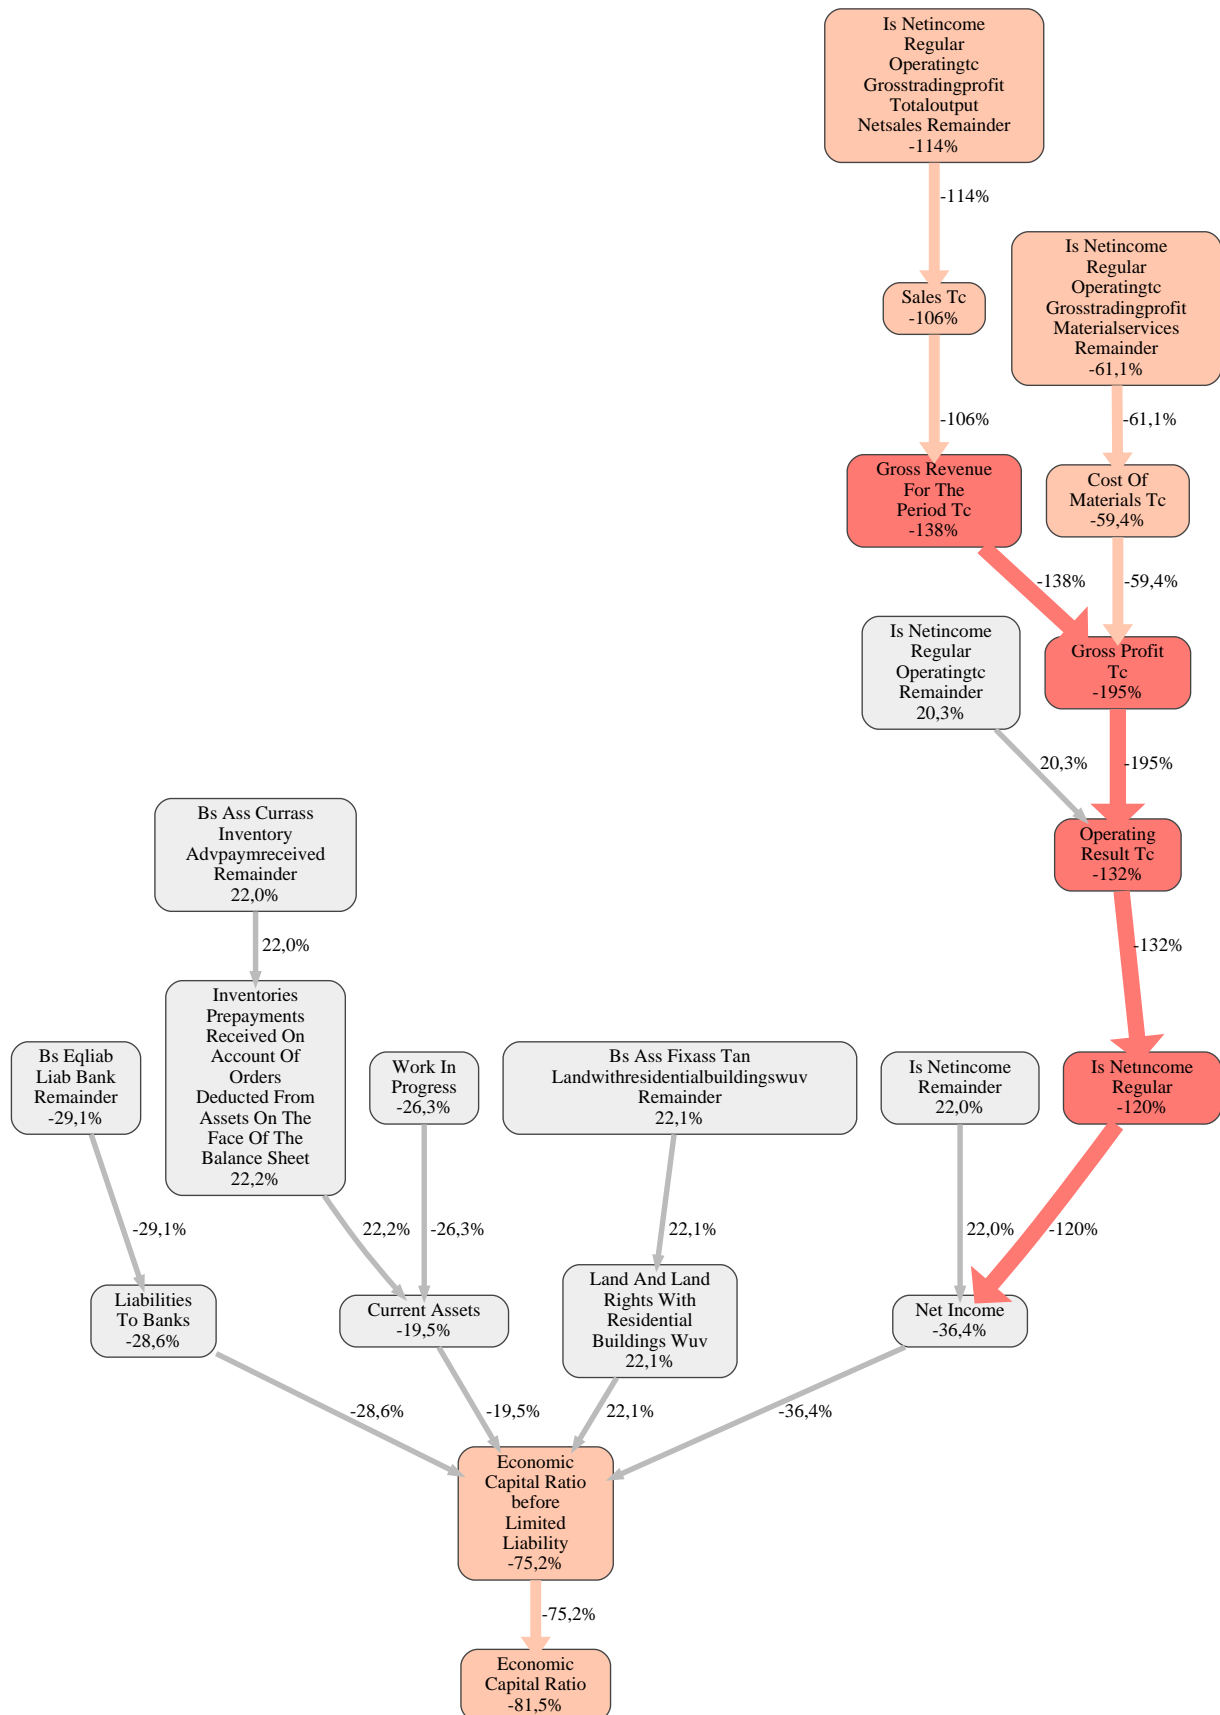 Is Netincome
Regular
Operatingtc
Grosstradingprofit
Totaloutput
Netsales Remainder
-114%
-114%
Sales Tc
-106%
Is Netincome
Regular
Operatingtc
Grosstradingprofit
Materialservices
Remainder
-61,1%
-106%
-61,1%
Gross Revenue
For The
Period Tc
-138%
Cost Of
Materials Tc
-59,4%
-138%
-59,4%
Is Netincome
Regular
Operatingtc
Remainder
20,3%
Gross Profit
Tc
-195%
20,3%
-195%
Bs Ass Currass
Inventory
Advpaymreceived
Remainder
22,0%
Operating
Result Tc
-132%
22,0%
-132%
Bs Eqliab
Liab Bank
Remainder
-29,1%
Inventories
Prepayments
Received On
Account Of
Orders
Deducted From
Assets On The
Face Of The
Balance Sheet
22,2%
Work In
Progress
-26,3%
Bs Ass Fixass Tan
Landwithresidentialbuildingswuv
Remainder
22,1%
Is Netincome
Remainder
22,0%
Is Netincome
Regular
-120%
-29,1%
22,2%
-26,3%
22,1%
22,0%
-120%
Liabilities
To Banks
-28,6%
Current Assets
-19,5%
Land And Land
Rights With
Residential
Buildings Wuv
22,1%
Net Income
-36,4%
-28,6%
-19,5%
22,1%
-36,4%
Economic
Capital Ratio
before
Limited
Liability
-75,2%
-75,2%
Economic
Capital Ratio
-81,5%